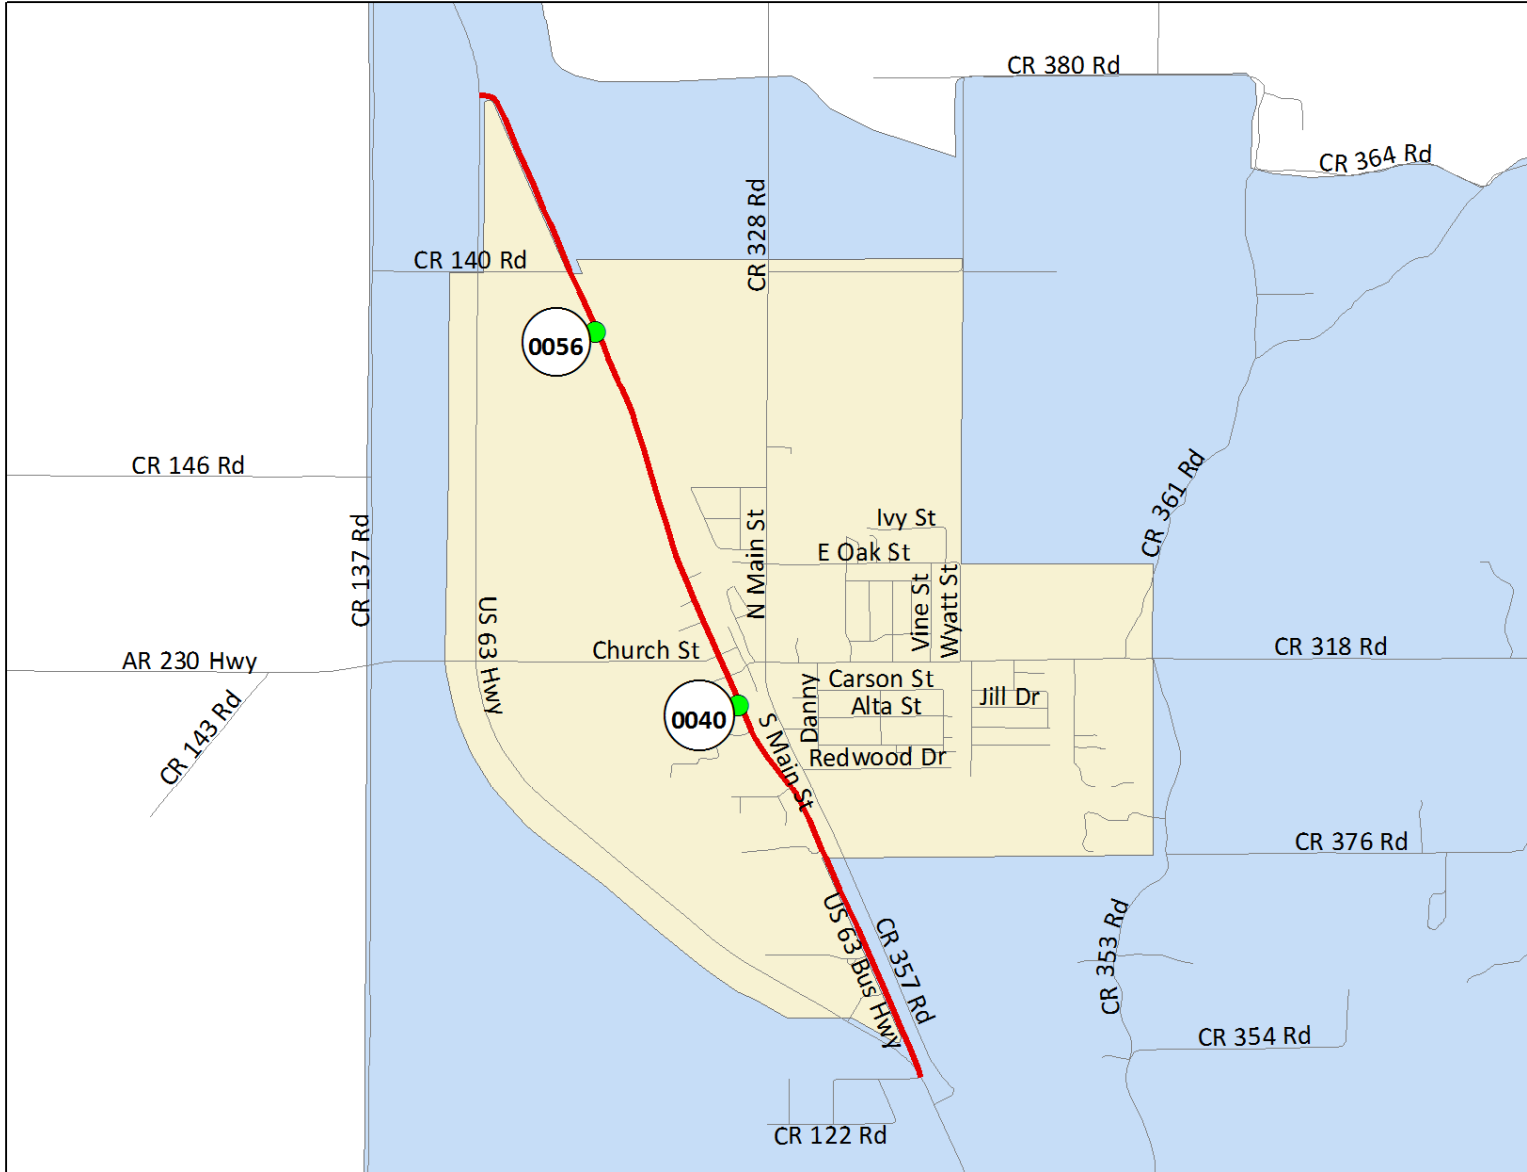 CR 380 Rd
CR 364 Rd
CR 328 Rd
CR 140 Rd
0056
CR 146 Rd
CR 361 Rd
CR 137 Rd
N Main St
Ivy St
E Oak St
Vine St
Wyatt St
US 63 Hwy
Church St
AR 230 Hwy
CR 318 Rd
CR 143 Rd
0040
Danny
Carson St
Alta St
Jill Dr
S Main St
Redwood Dr
CR 376 Rd
US 63 Bus Hwy
CR 357 Rd
CR 353 Rd
CR 354 Rd
CR 122 Rd